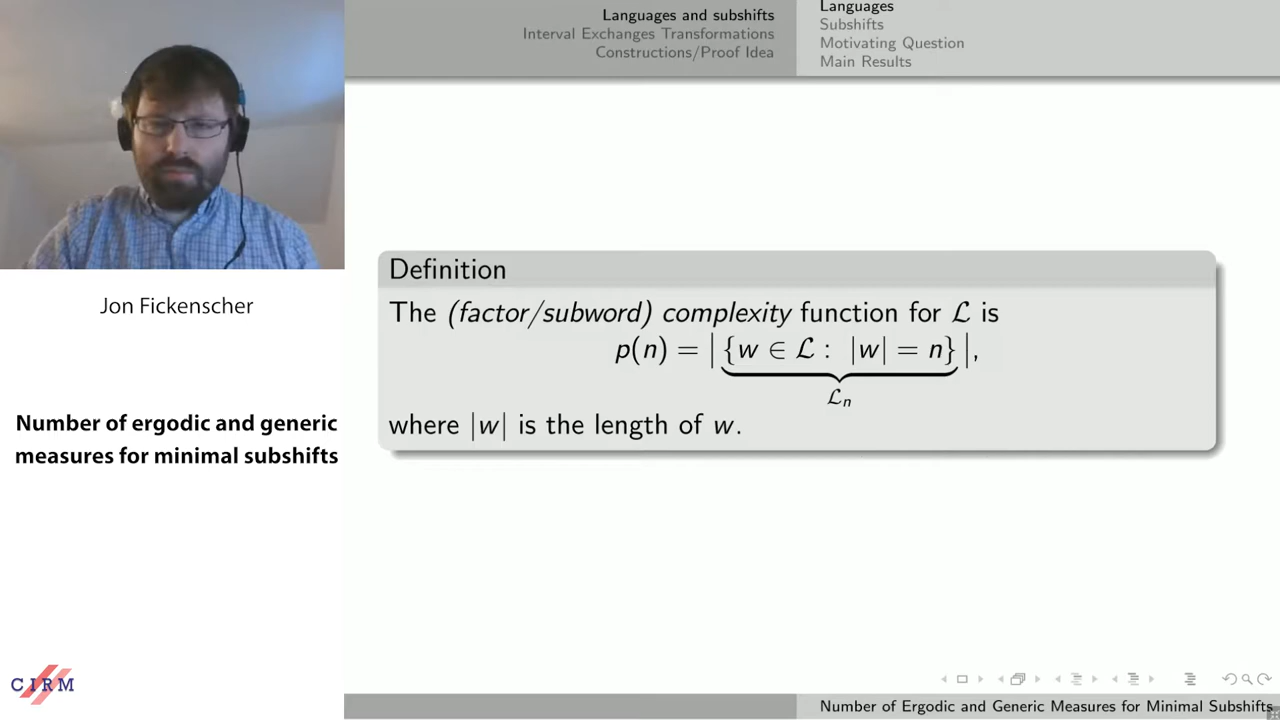 Languages and subshifts
Interval Exchanges Transformations
Constructions/Proof Idea
Languages
Subshifts
Motivating Question
Main Results
Jon Fickenscher
Number of ergodic and generic
measures for minimal subshifts
CIRM
Definition
The (factor/subword) complexity function for ℒ is
p(n) = | {w ∈ ℒ : |w| = n} |,
ℒₙ
where |w| is the length of w.
Number of Ergodic and Generic Measures for Minimal Subshifts